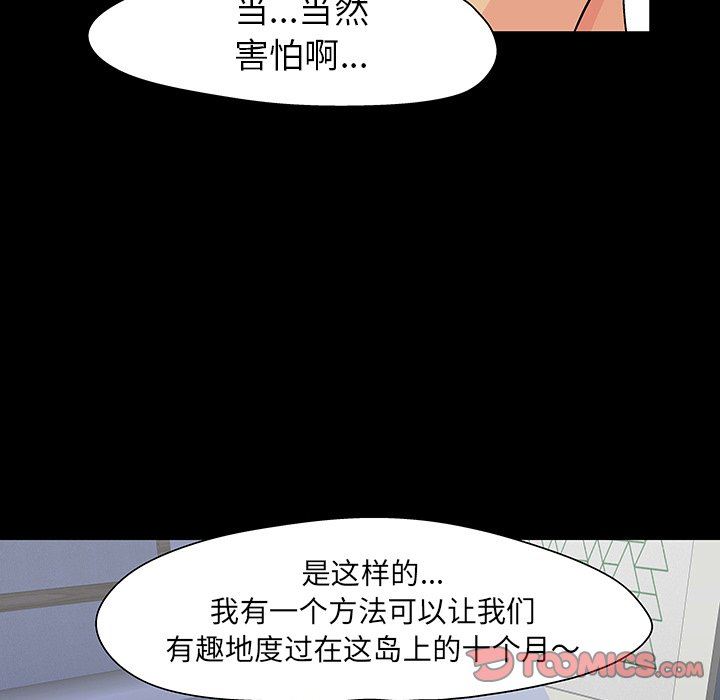 当...当然
害怕啊...
是这样的...
我有一个方法可以让我们
有趣地度过在这岛上的十个月～
TOOMICS.COM